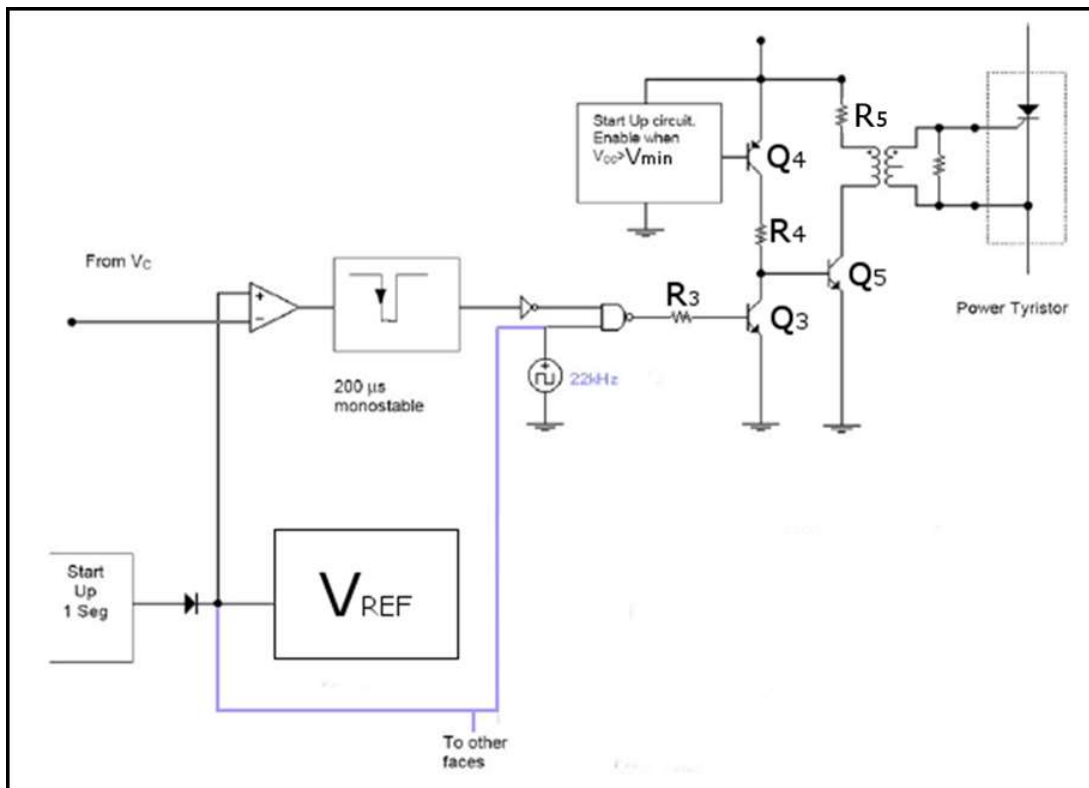 Start Up circuit.
Enable when
VCC>Vmin
Q4
R5
R4
From VC
R3
Q3
Q5
Power Tyristor
+
−
22kHz
200 µs
monostable
Start
Up
1 Seg
VREF
To other
faces